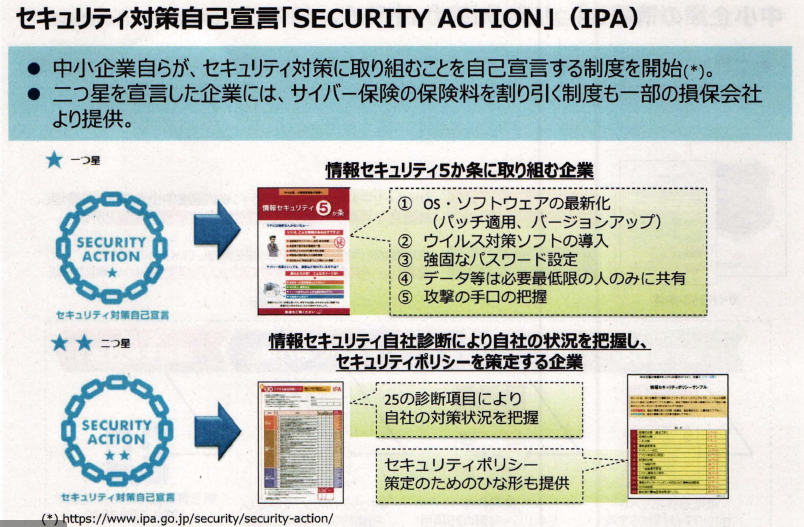 セキュリティ対策自己宣言「SECURITY ACTION」（IPA）
● 中小企業自らが、セキュリティ対策に取り組むことを自己宣言する制度を開始(*)。
● 二つ星を宣言した企業には、サイバー保険の保険料を割り引く制度も一部の損保会社
より提供。
★ 一つ星
SECURITY
ACTION
★
セキュリティ対策自己宣言
情報セキュリティ5か条に取り組む企業
情報セキュリティ 5 か条
① OS・ソフトウェアの最新化
（パッチ適用、バージョンアップ）
② ウイルス対策ソフトの導入
③ 強固なパスワード設定
④ データ等は必要最低限の人のみに共有
⑤ 攻撃の手口の把握
★★ 二つ星
SECURITY
ACTION
★★
セキュリティ対策自己宣言
情報セキュリティ自社診断により自社の状況を把握し、
セキュリティポリシーを策定する企業
IPA
25の診断項目により
自社の対策状況を把握
セキュリティポリシー
策定のためのひな形も提供
情報セキュリティポリシーサンプル
(*) https://www.ipa.go.jp/security/security-action/